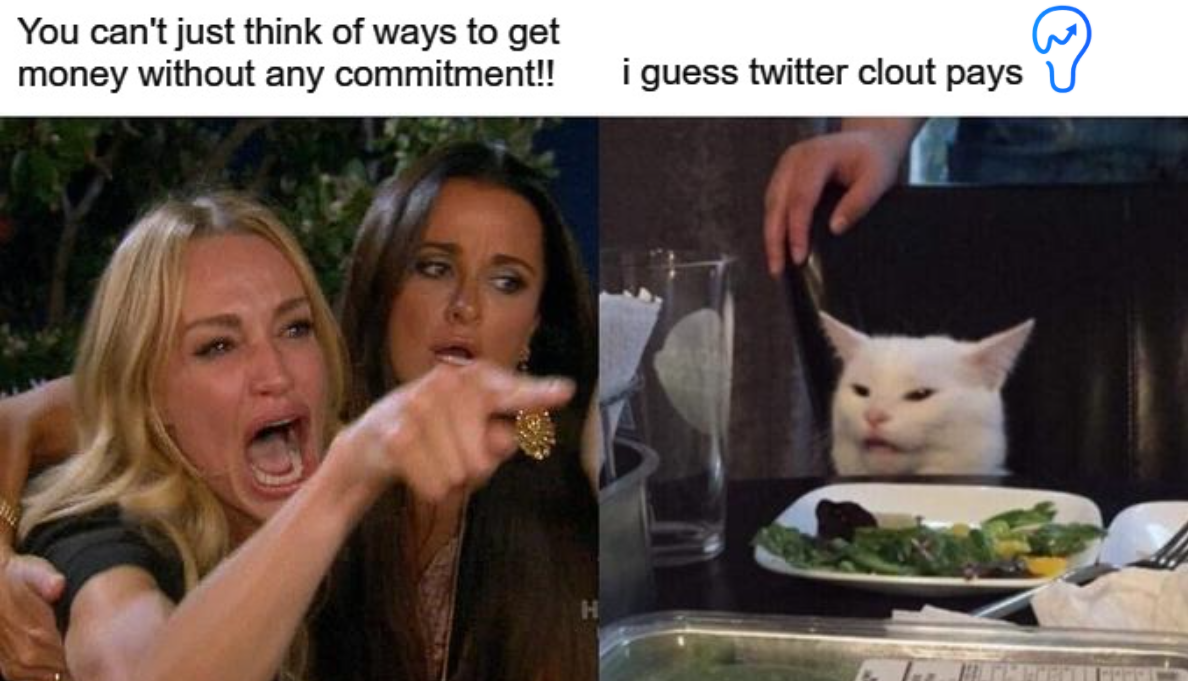 You can't just think of ways to get
money without any commitment!!
i guess twitter clout pays
H